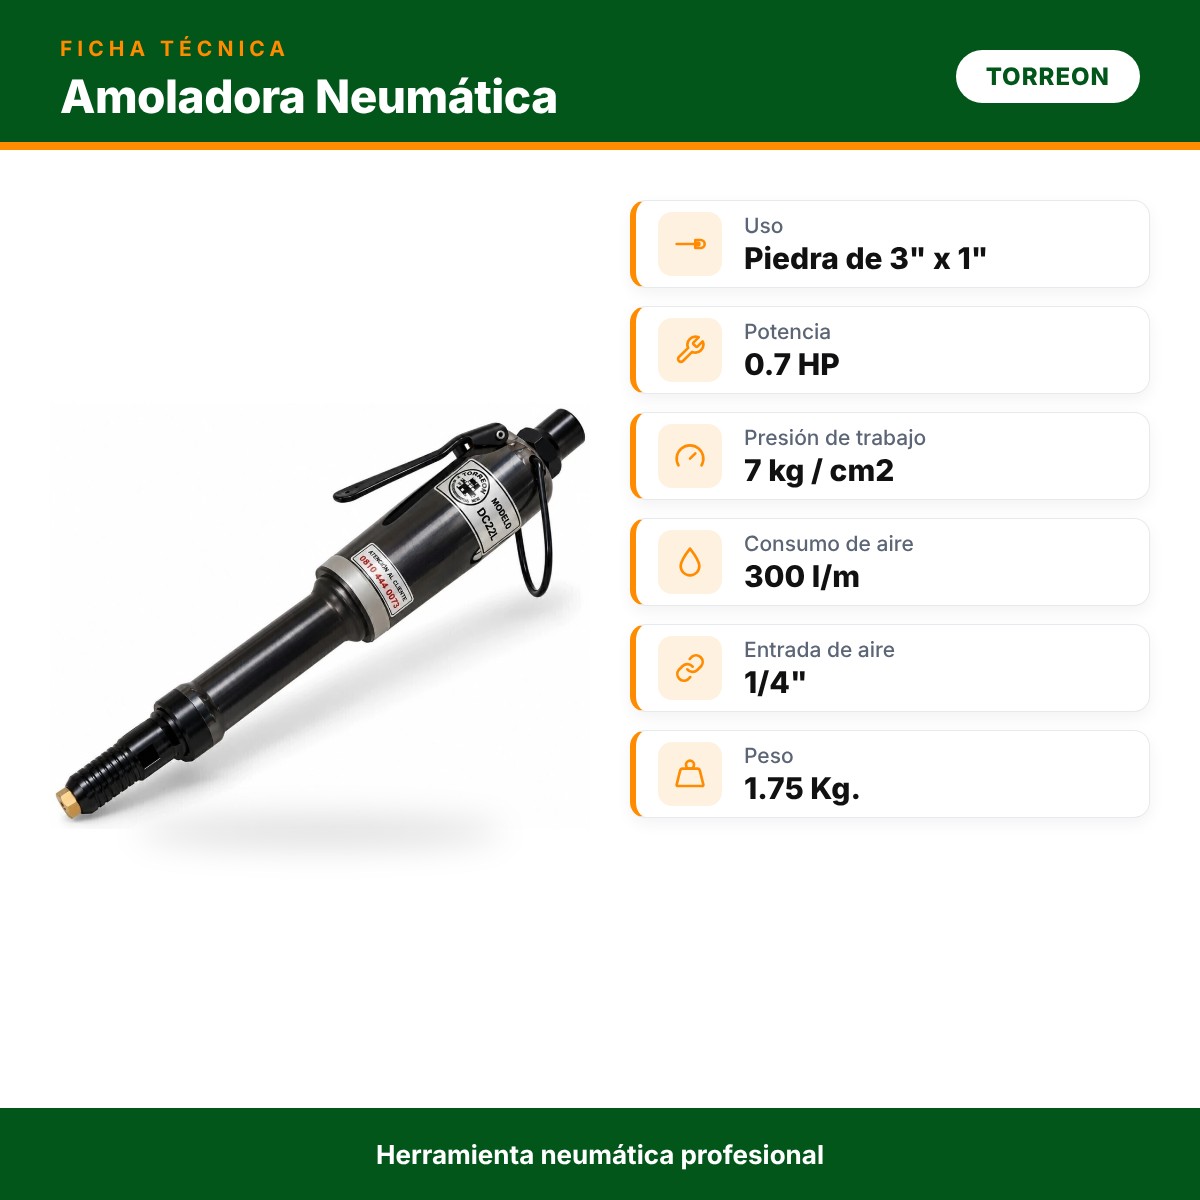 FICHA TÉCNICA
Amoladora Neumática
TORREON
Uso
Piedra de 3" x 1"
Potencia
0.7 HP
Presión de trabajo
7 kg / cm2
Consumo de aire
300 l/m
Entrada de aire
1/4"
Peso
1.75 Kg.
TORREON
MODELO
DC22L
ATENCIÓN AL CLIENTE
0810 444 0073
Herramienta neumática profesional